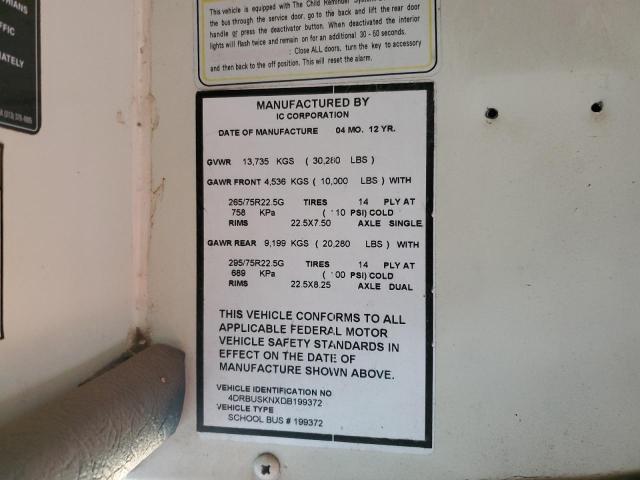 TRIANS
FFIC
MIATELY
This vehicle is equipped with The Child Reminder
the bus through the service door, go to the back and lift the rear door
handle or press the deactivator button. When deactivated the interior
lights will flash twice and remain on for an additional 30 - 60 seconds.
: Close ALL doors, turn the key to accessory
and then back to the off position. This will reset the alarm.
MANUFACTURED BY
IC CORPORATION
DATE OF MANUFACTURE 04 MO. 12 YR.
GVWR 13,735 KGS ( 30,280 LBS )
GAWR FRONT 4,536 KGS ( 10,000 LBS ) WITH
265/75R22.5G TIRES 14 PLY AT
758 KPa ( 10 PSI) COLD
RIMS 22.5X7.50 AXLE SINGLE
GAWR REAR 9,199 KGS ( 20,280 LBS ) WITH
295/75R22.5G TIRES 14 PLY AT
689 KPa ( 00 PSI) COLD
RIMS 22.5X8.25 AXLE DUAL
THIS VEHICLE CONFORMS TO ALL
APPLICABLE FEDERAL MOTOR
VEHICLE SAFETY STANDARDS IN
EFFECT ON THE DATE OF
MANUFACTURE SHOWN ABOVE.
VEHICLE IDENTIFICATION NO
4DRBUSKNXDB199372
VEHICLE TYPE
SCHOOL BUS # 199372